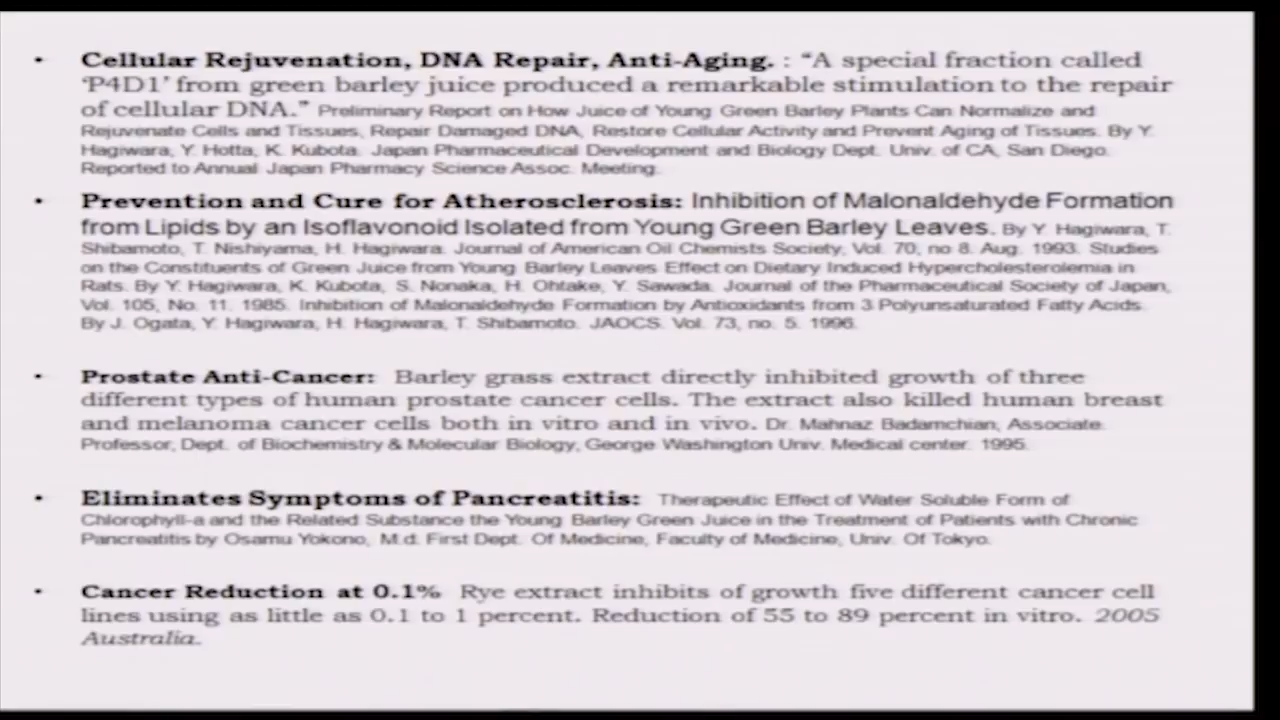 • Cellular Rejuvenation, DNA Repair, Anti-Aging. : “A special fraction called
‘P4D1’ from green barley juice produced a remarkable stimulation to the repair
of cellular DNA.” Preliminary Report on How Juice of Young Green Barley Plants Can Normalize and
Rejuvenate Cells and Tissues, Repair Damaged DNA, Restore Cellular Activity and Prevent Aging of Tissues. By Y.
Hagiwara, Y. Hotta, K. Kubota. Japan Pharmaceutical Development and Biology Dept. Univ. of CA, San Diego.
Reported to Annual Japan Pharmacy Science Assoc. Meeting.
• Prevention and Cure for Atherosclerosis: Inhibition of Malonaldehyde Formation
from Lipids by an Isoflavonoid Isolated from Young Green Barley Leaves. By Y. Hagiwara, T.
Shibamoto, T. Nishiyama, H. Hagiwara. Journal of American Oil Chemists Society, Vol. 70, no 8. Aug. 1993. Studies
on the Constituents of Green Juice from Young Barley Leaves Effect on Dietary Induced Hypercholesterolemia in
Rats. By Y. Hagiwara, K. Kubota, S. Nonaka, H. Ohtake, Y. Sawada. Journal of the Pharmaceutical Society of Japan,
Vol. 105, No. 11. 1985. Inhibition of Malonaldehyde Formation by Antioxidants from 3 Polyunsaturated Fatty Acids.
By J. Ogata, Y. Hagiwara, H. Hagiwara, T. Shibamoto. JAOCS. Vol. 73, no. 5. 1996.
• Prostate Anti-Cancer: Barley grass extract directly inhibited growth of three
different types of human prostate cancer cells. The extract also killed human breast
and melanoma cancer cells both in vitro and in vivo. Dr. Mahnaz Badamchian, Associate
Professor, Dept. of Biochemistry & Molecular Biology, George Washington Univ. Medical center. 1995.
• Eliminates Symptoms of Pancreatitis: Therapeutic Effect of Water Soluble Form of
Chlorophyll-a and the Related Substance the Young Barley Green Juice in the Treatment of Patients with Chronic
Pancreatitis by Osamu Yokono, M.d. First Dept. Of Medicine, Faculty of Medicine, Univ. Of Tokyo.
• Cancer Reduction at 0.1% Rye extract inhibits of growth five different cancer cell
lines using as little as 0.1 to 1 percent. Reduction of 55 to 89 percent in vitro. 2005
Australia.